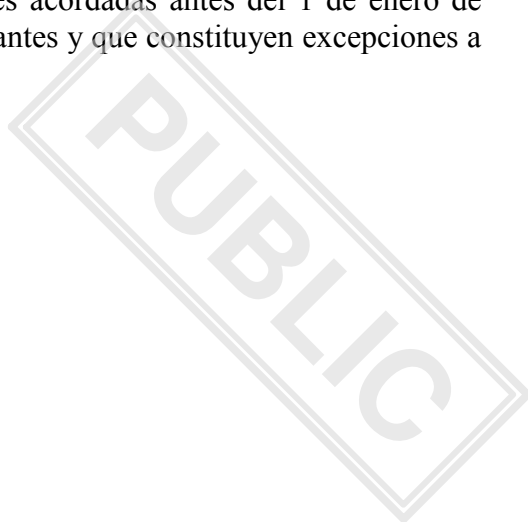 es acordadas antes del 1 de enero de
antes y que constituyen excepciones a
PUBLIC